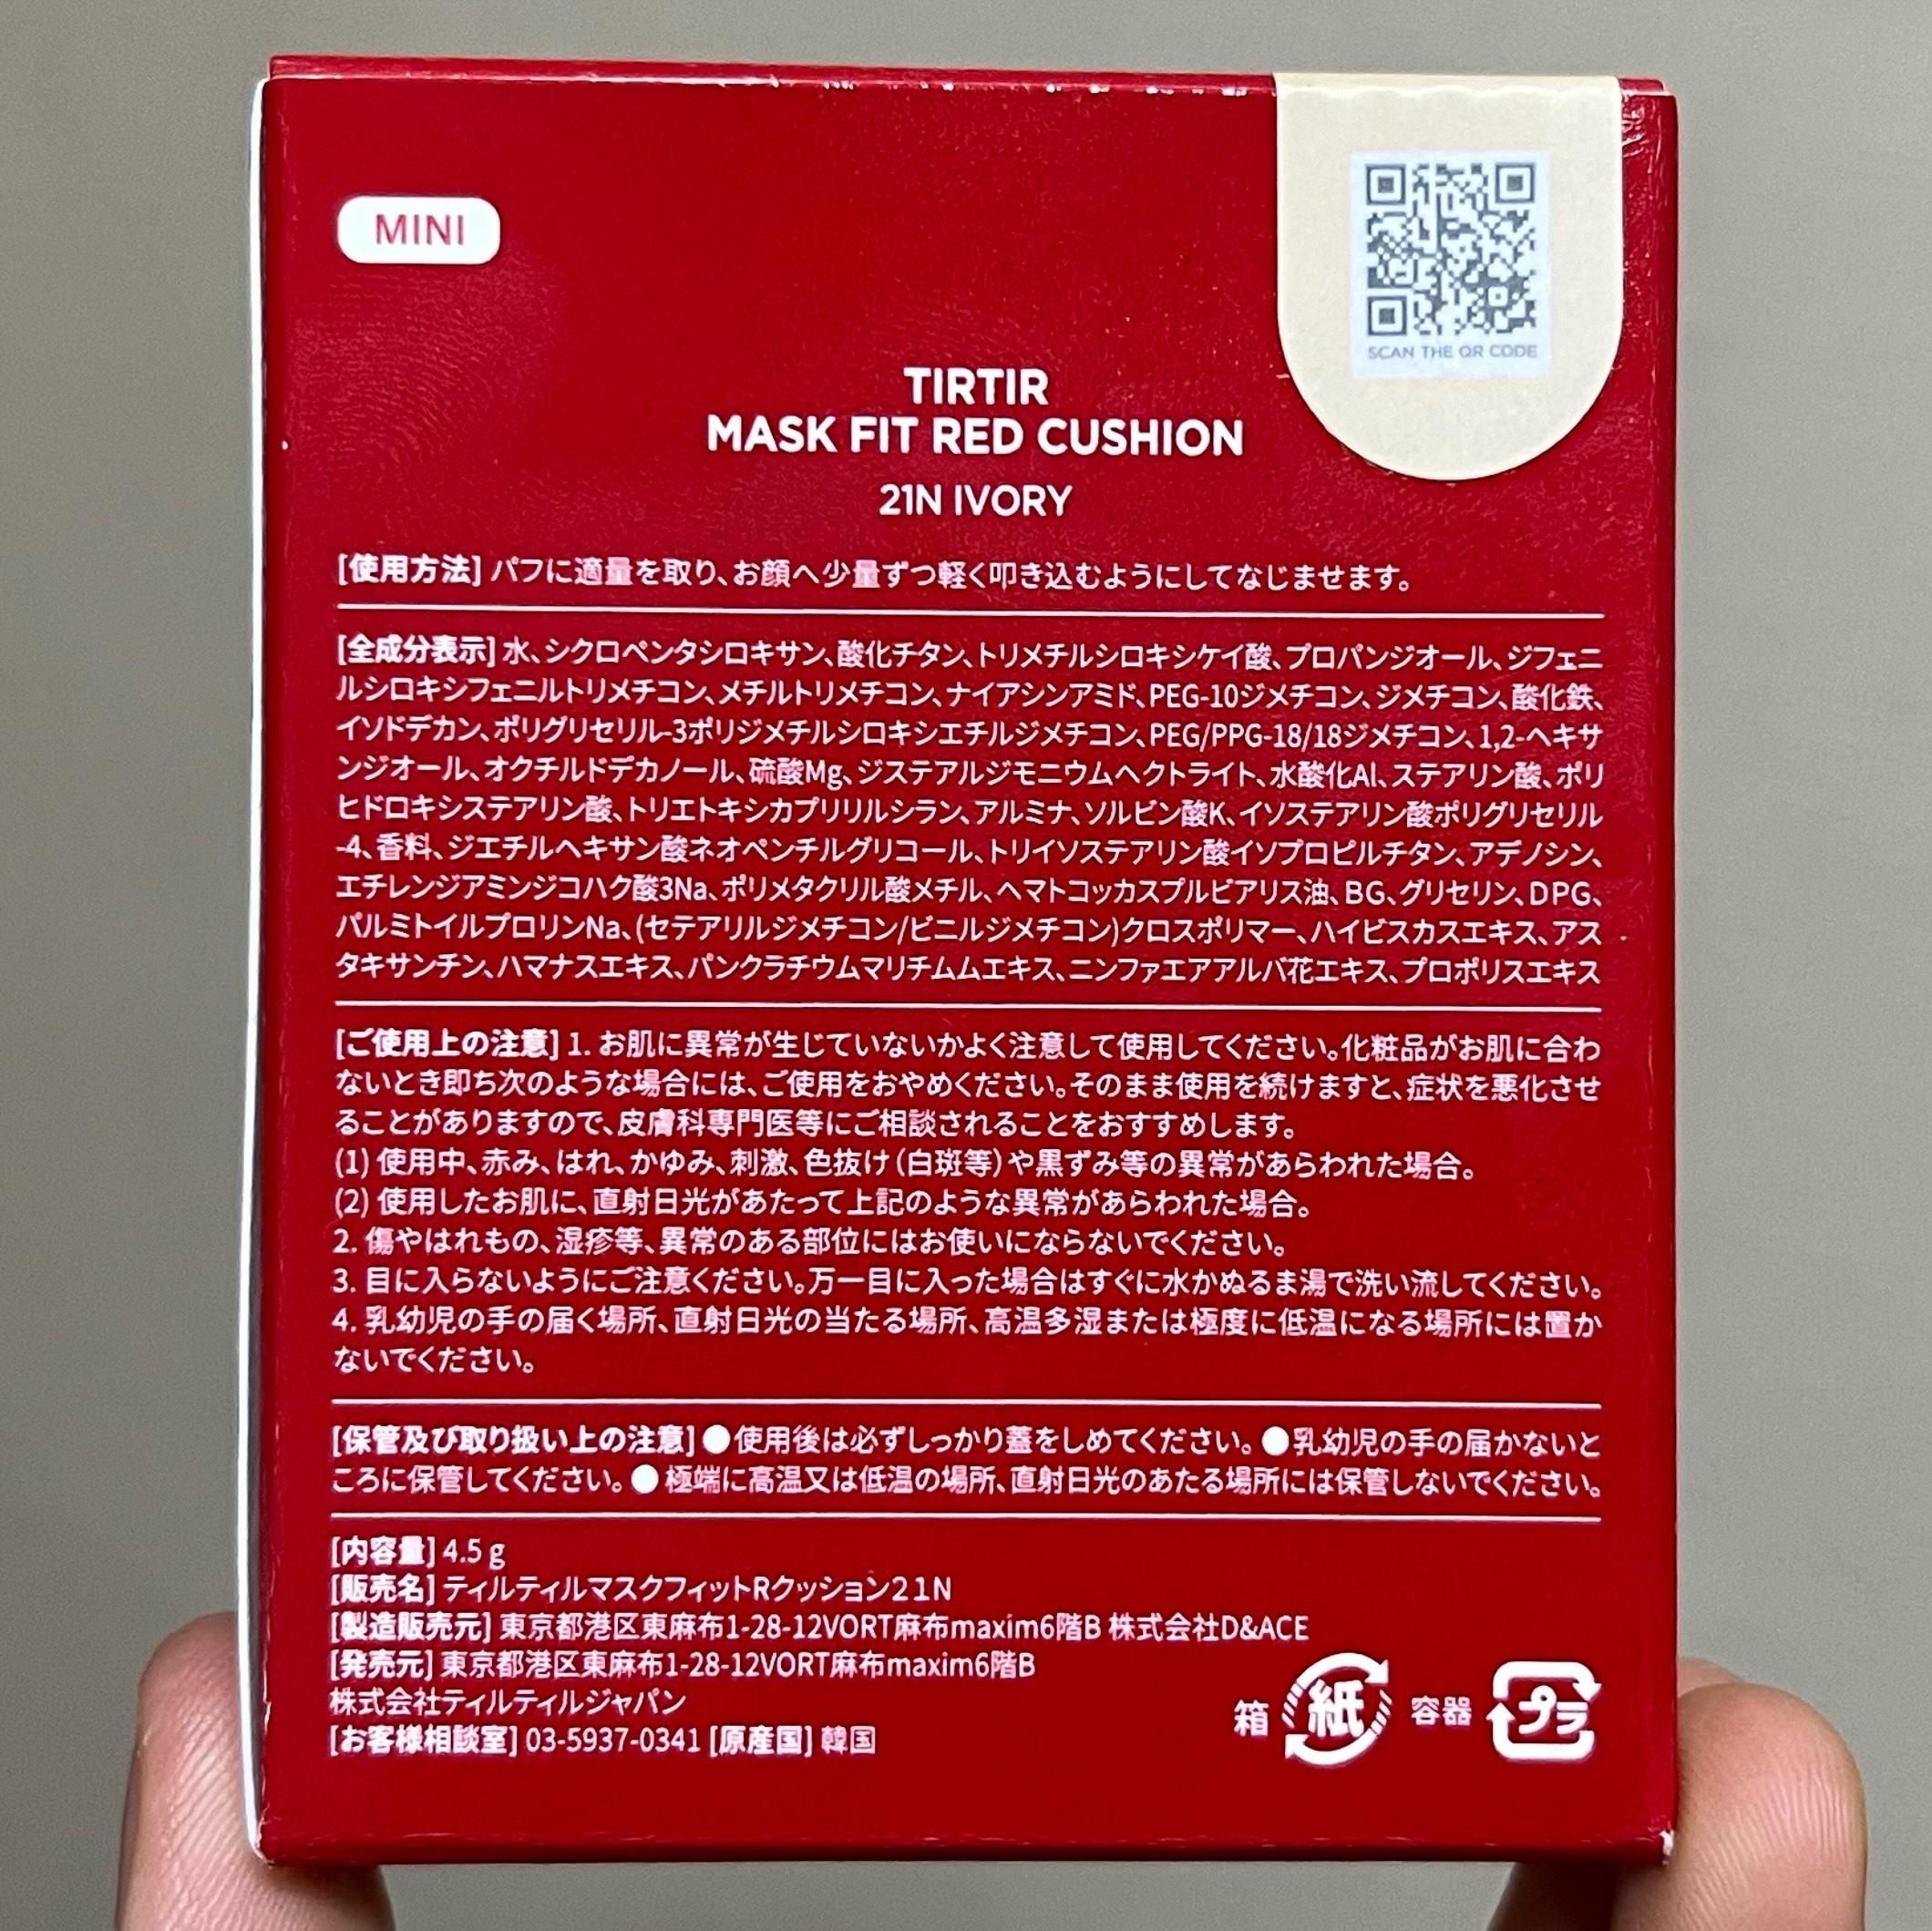 MINI
SCAN THE QR CODE
TIRTIR
MASK FIT RED CUSHION
21N IVORY
[使用方法] パフに適量を取り、お顔へ少量ずつ軽く叩き込むようにしてなじませます。
[全成分表示] 水、シクロペンタシロキサン、酸化チタン、トリメチルシロキシケイ酸、プロパンジオール、ジフェニ
ルシロキシフェニルトリメチコン、メチルトリメチコン、ナイアシンアミド、PEG-10ジメチコン、ジメチコン、酸化鉄、
イソドデカン、ポリグリセリル-3ポリジメチルシロキシエチルジメチコン、PEG/PPG-18/18ジメチコン、1,2-ヘキサ
ンジオール、オクチルドデカノール、硫酸Mg、ジステアルジモニウムヘクトライト、水酸化Al、ステアリン酸、ポリ
ヒドロキシステアリン酸、トリエトキシカプリリルシラン、アルミナ、ソルビン酸K、イソステアリン酸ポリグリセリル
-4、香料、ジエチルヘキサン酸ネオペンチルグリコール、トリイソステアリン酸イソプロピルチタン、アデノシン、
エチレンジアミンジコハク酸3Na、ポリメタクリル酸メチル、ヘマトコッカスプルビアリス油、BG、グリセリン、DPG、
パルミトイルプロリンNa、(セテアリルジメチコン/ビニルジメチコン)クロスポリマー、ハイビスカスエキス、アス
タキサンチン、ハマナスエキス、パンクラチウムマリチムムエキス、ニンファエアアルバ花エキス、プロポリスエキス
[ご使用上の注意] 1. お肌に異常が生じていないかよく注意して使用してください。化粧品がお肌に合わ
ないとき即ち次のような場合には、ご使用をおやめください。そのまま使用を続けますと、症状を悪化させ
ることがありますので、皮膚科専門医等にご相談されることをおすすめします。
(1) 使用中、赤み、はれ、かゆみ、刺激、色抜け(白斑等)や黒ずみ等の異常があらわれた場合。
(2) 使用したお肌に、直射日光があたって上記のような異常があらわれた場合。
2. 傷やはれもの、湿疹等、異常のある部位にはお使いにならないでください。
3. 目に入らないようにご注意ください。万一目に入った場合はすぐに水かぬるま湯で洗い流してください。
4. 乳幼児の手の届く場所、直射日光の当たる場所、高温多湿または極度に低温になる場所には置か
ないでください。
[保管及び取り扱い上の注意] ●使用後は必ずしっかり蓋をしめてください。 ●乳幼児の手の届かないと
ころに保管してください。 ● 極端に高温又は低温の場所、直射日光のあたる場所には保管しないでください。
[内容量] 4.5 g
[販売名] ティルティルマスクフィットRクッション21N
[製造販売元] 東京都港区東麻布1-28-12VORT麻布maxim6階B 株式会社D&ACE
[発売元] 東京都港区東麻布1-28-12VORT麻布maxim6階B
株式会社ティルティルジャパン
[お客様相談室] 03-5937-0341 [原産国] 韓国
箱 紙 容器 プラ